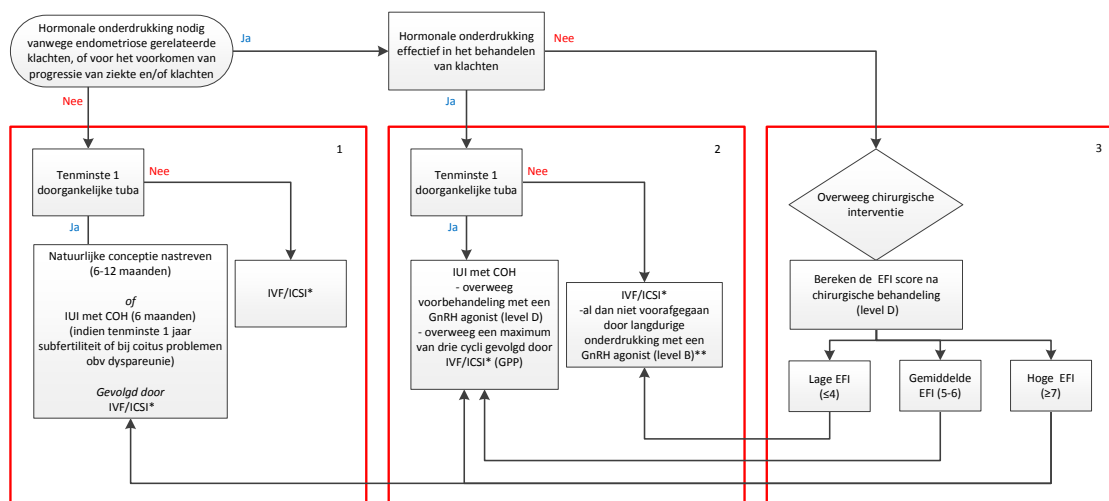 Hormonale onderdrukking nodig
vanwege endometriose gerelateerde
klachten, of voor het voorkomen van
progressie van ziekte en/of klachten
Ja
Hormonale onderdrukking
effectief in het behandelen
van klachten
Nee
Nee
Ja
1
Tenminste 1
doorgankelijke tuba
Nee
Ja
Natuurlijke conceptie nastreven
(6-12 maanden)
of
IUI met COH (6 maanden)
(indien tenminste 1 jaar
subfertiliteit of bij coitus problemen
obv dyspareunie)
Gevolgd door
IVF/ICSI*
IVF/ICSI*
2
Tenminste 1
doorgankelijke tuba
Nee
Ja
IUI met COH
- overweeg
voorbehandeling met een
GnRH agonist (level D)
- overweeg een maximum
van drie cycli gevolgd door
IVF/ICSI* (GPP)
IVF/ICSI*
-al dan niet voorafgegaan
door langdurige
onderdrukking met een
GnRH agonist (level B)**
3
Overweeg chirurgische
interventie
Bereken de EFI score na
chirurgische behandeling
(level D)
Lage EFI
(≤4)
Gemiddelde
EFI (5-6)
Hoge EFI
(≥7)